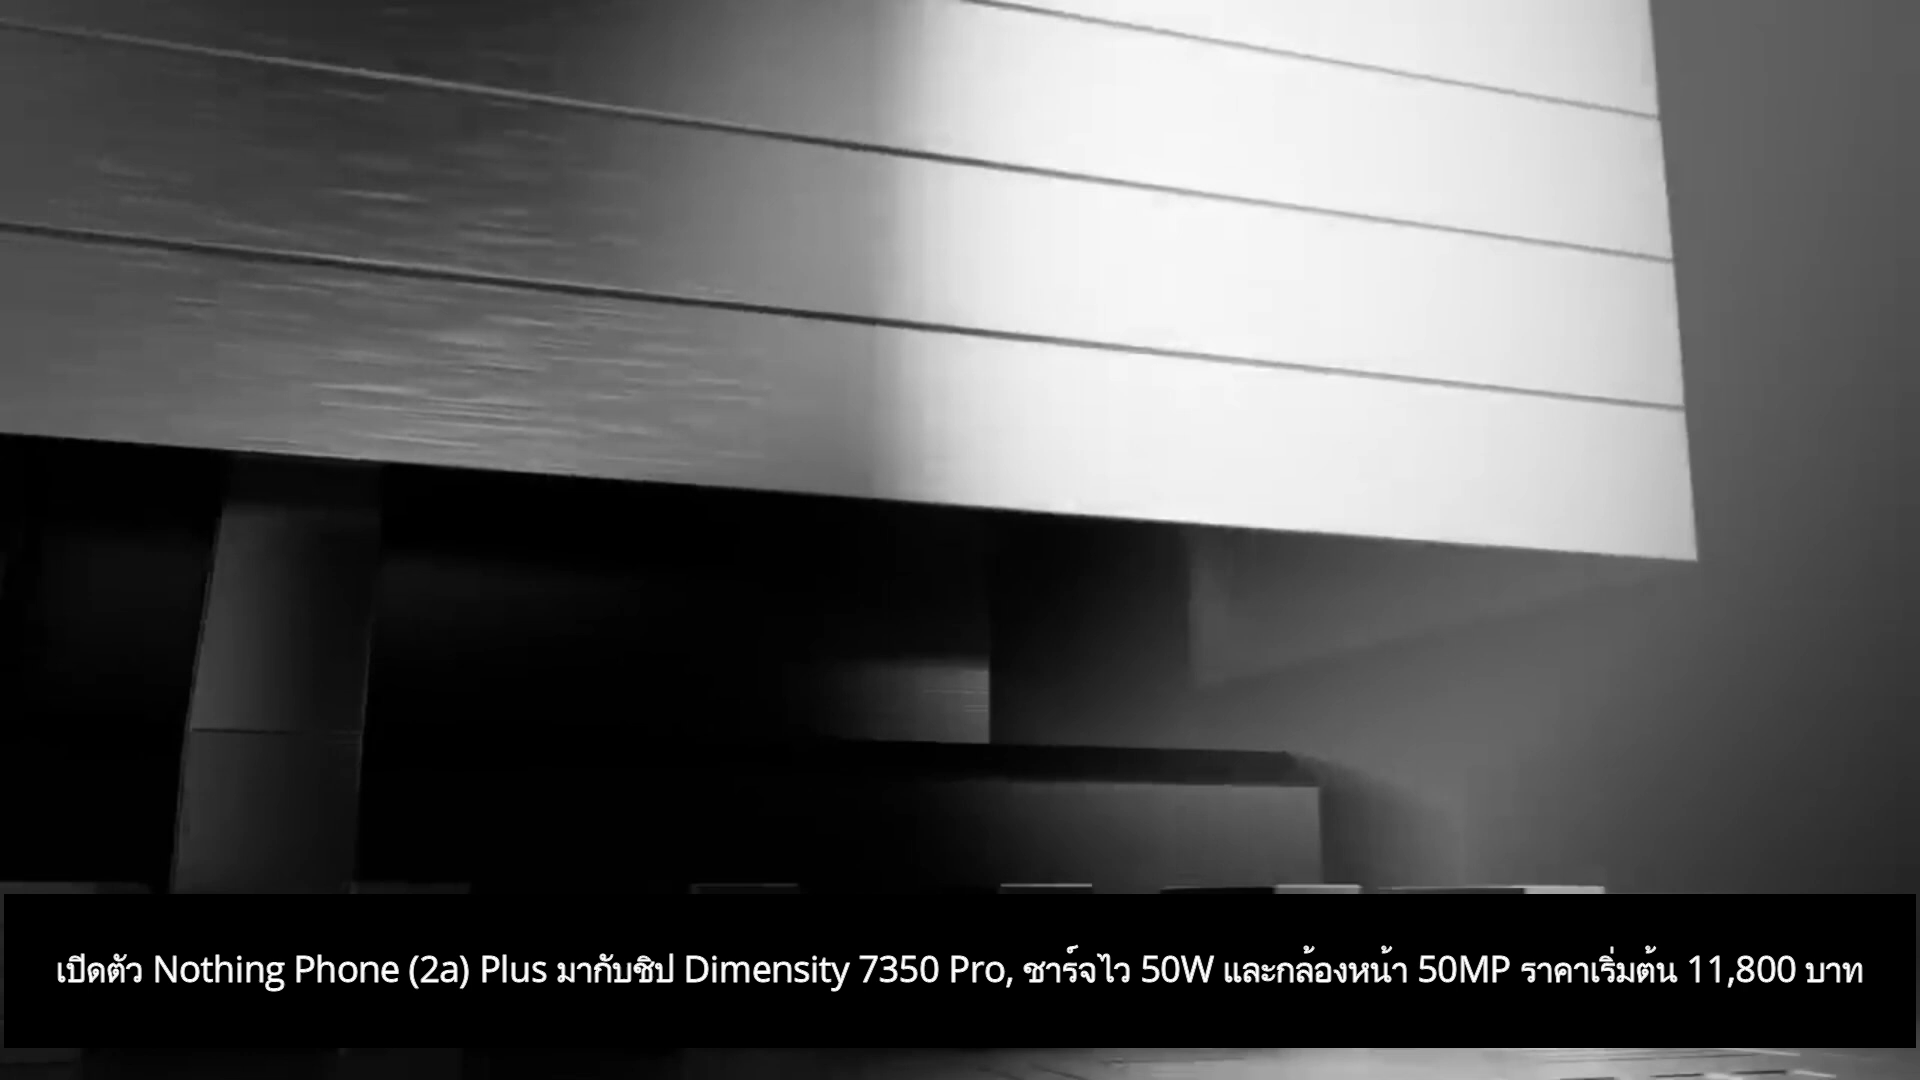 เปิดตัว Nothing Phone (2a) Plus มากับชิป Dimensity 7350 Pro, ชาร์จไว 50W และกล้องหน้า 50MP ราคาเริ่มต้น 11,800 บาท